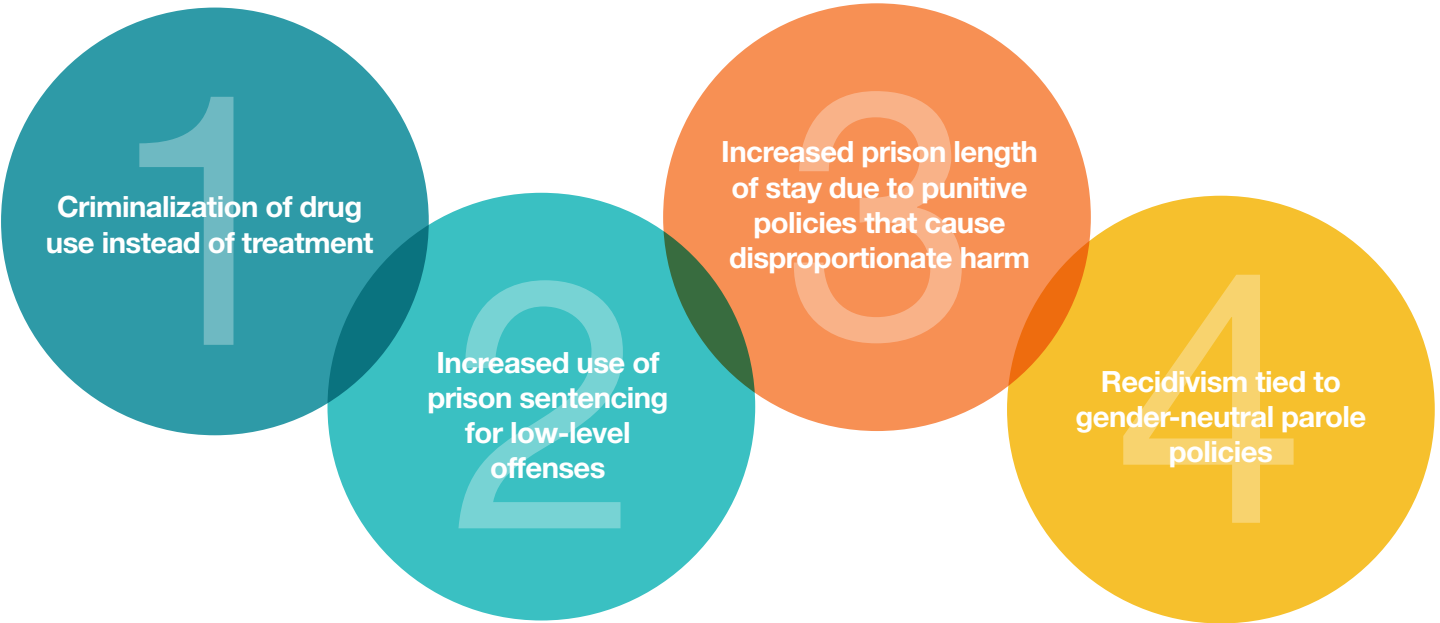 1
Criminalization of drug
use instead of treatment
2
Increased use of
prison sentencing
for low-level
offenses
3
Increased prison length
of stay due to punitive
policies that cause
disproportionate harm
4
Recidivism tied to
gender-neutral parole
policies